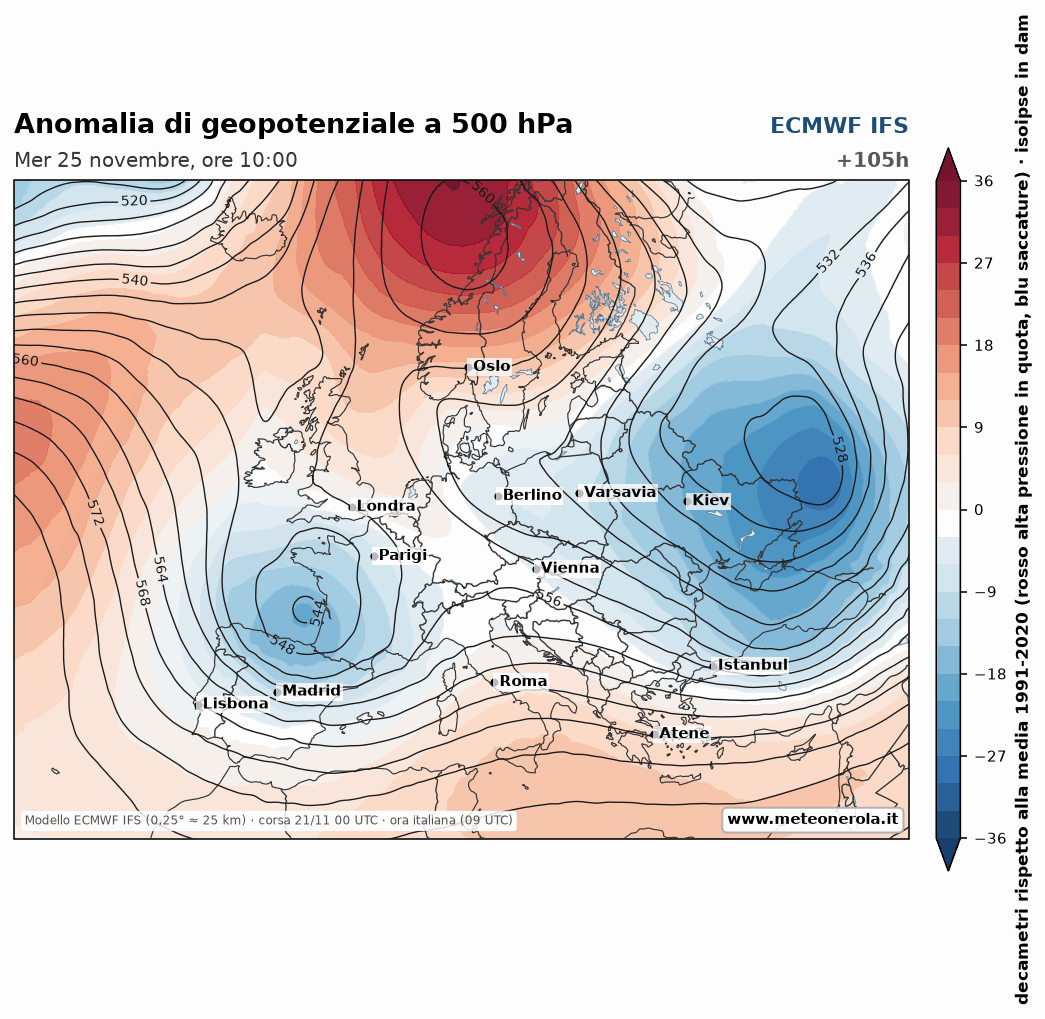 Anomalia di geopotenziale a 500 hPa
ECMWF IFS
Mer 25 novembre, ore 10:00
+105h
520
560
540
532
536
560
Oslo
528
572
Berlino
Varsavia
Kiev
Londra
Parigi
564
568
Vienna
544
548
Istanbul
Roma
Madrid
Lisbona
Atene
Modello ECMWF IFS (0,25° ≈ 25 km) · corsa 21/11 00 UTC · ora italiana (09 UTC)
www.meteonerola.it
36
27
18
9
0
−9
−18
−27
−36
decametri rispetto alla media 1991-2020 (rosso alta pressione in quota, blu saccature) · isoipse in dam